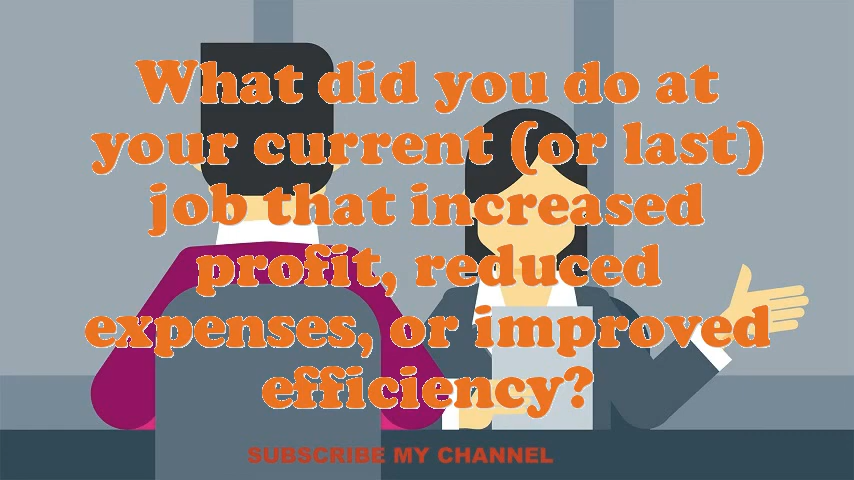 What did you do at
your current (or last)
job that increased
profit, reduced
expenses, or improved
efficiency?
SUBSCRIBE MY CHANNEL